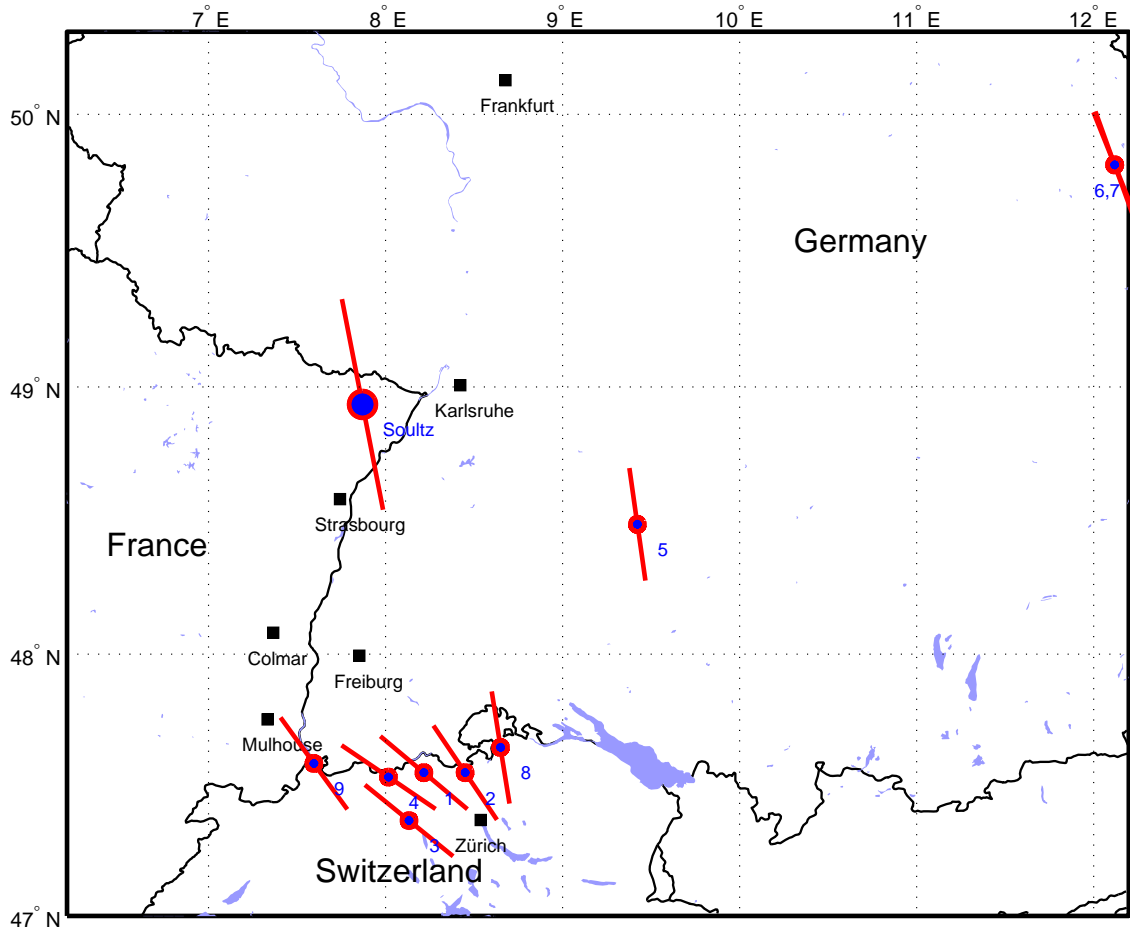 7° E
8° E
9° E
10° E
11° E
12° E
Frankfurt
50° N
6,7
Germany
49° N
Karlsruhe
Soultz
Strasbourg
France
5
48° N
Colmar
Freiburg
Mulhouse
8
9
4
1
2
3
Zürich
Switzerland
47° N